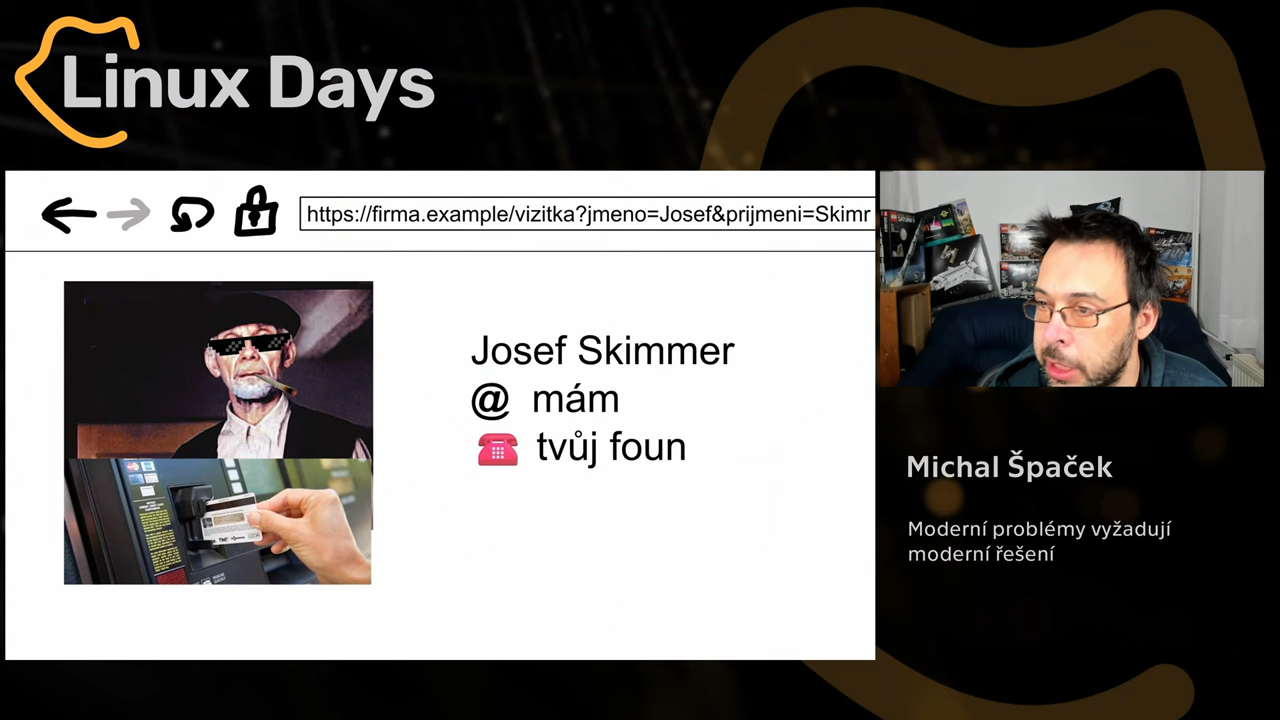 Linux Days
https://firma.example/vizitka?jmeno=Josef&prijmeni=Skimr
Josef Skimmer
@ mám
☎ tvůj foun
Michal Špaček
Moderní problémy vyžadují
moderní řešení